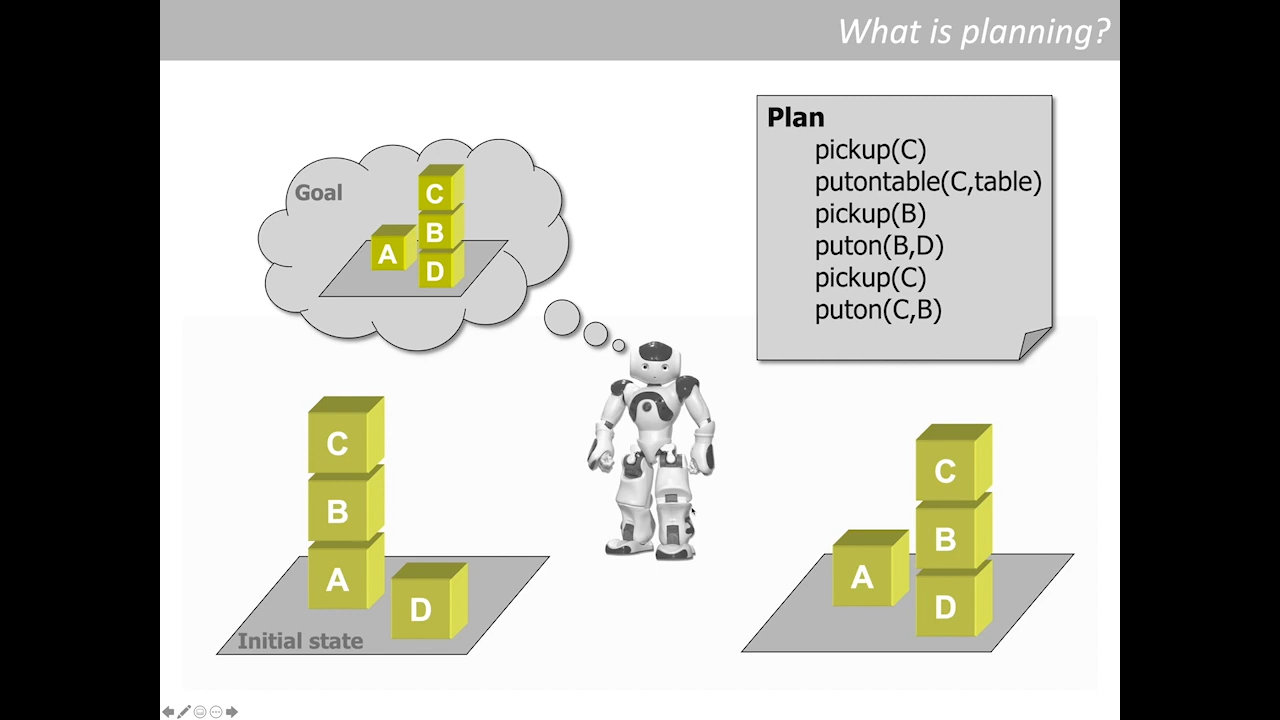 What is planning?
Goal
C
B
A
D
Plan
pickup(C)
putontable(C,table)
pickup(B)
puton(B,D)
pickup(C)
puton(C,B)
C
B
A
D
Initial state
C
B
A
D